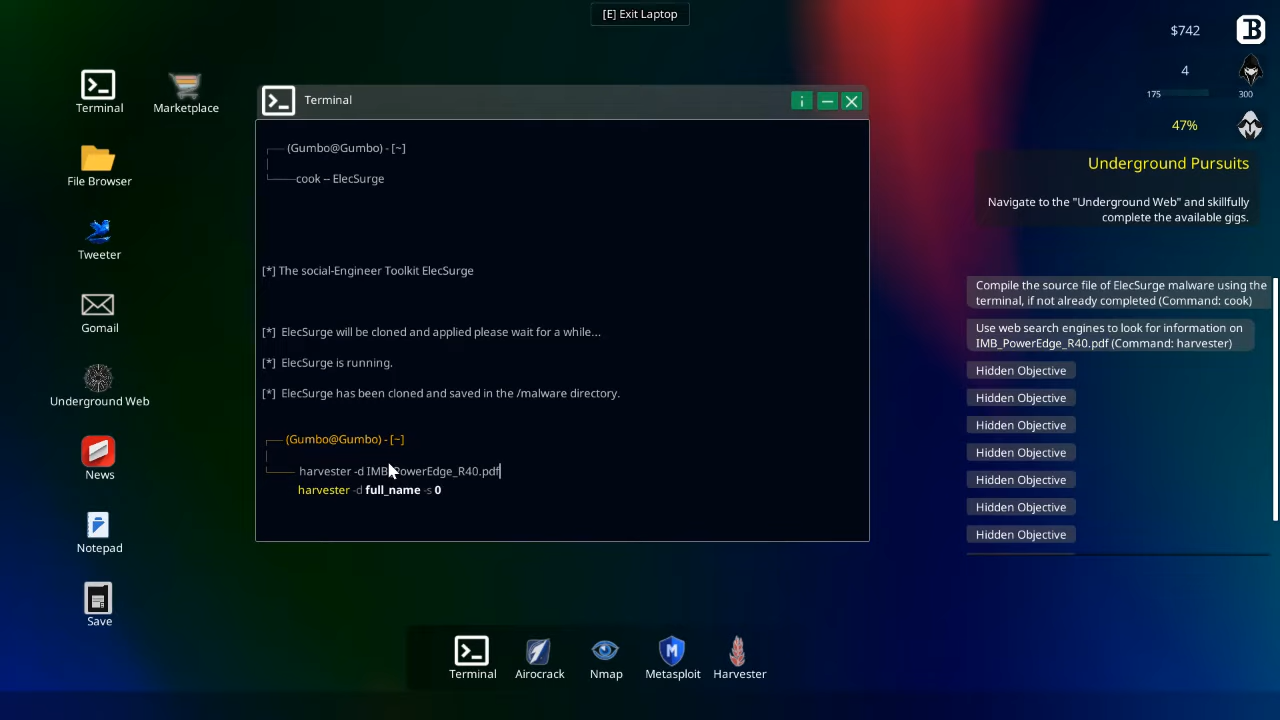 [E] Exit Laptop
$742
B
4
175
300
47%
Underground Pursuits
Navigate to the "Underground Web" and skillfully
complete the available gigs.
Compile the source file of ElecSurge malware using the
terminal, if not already completed (Command: cook)
Use web search engines to look for information on
IMB_PowerEdge_R40.pdf (Command: harvester)
Hidden Objective
Hidden Objective
Hidden Objective
Hidden Objective
Hidden Objective
Hidden Objective
Hidden Objective
Terminal
Marketplace
File Browser
Tweeter
Gomail
Underground Web
News
Notepad
Save
Terminal
i
(Gumbo@Gumbo) - [~]
cook -- ElecSurge
[*] The social-Engineer Toolkit ElecSurge
[*] ElecSurge will be cloned and applied please wait for a while...
[*] ElecSurge is running.
[*] ElecSurge has been cloned and saved in the /malware directory.
(Gumbo@Gumbo) - [~]
harvester -d IMB_PowerEdge_R40.pdf
harvester -d full_name -s 0
Terminal
Airocrack
Nmap
M
Metasploit
Harvester